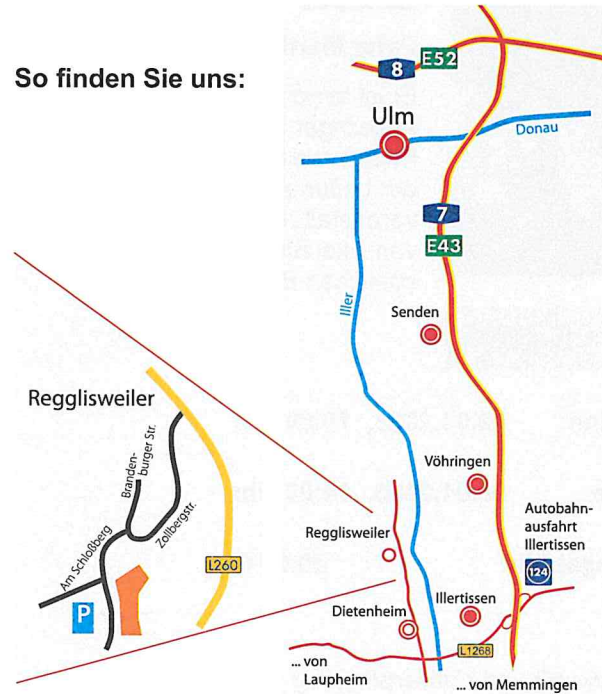 So finden Sie uns:
8
E52
Ulm
Donau
7
E43
Iller
Senden
Regglisweiler
Branden-
burger Str.
Zollbergstr.
Am Schloßberg
P
L260
Vöhringen
Autobahn-
ausfahrt
Illertissen
124
Regglisweiler
Illertissen
Dietenheim
L1268
... von
Laupheim
... von Memmingen